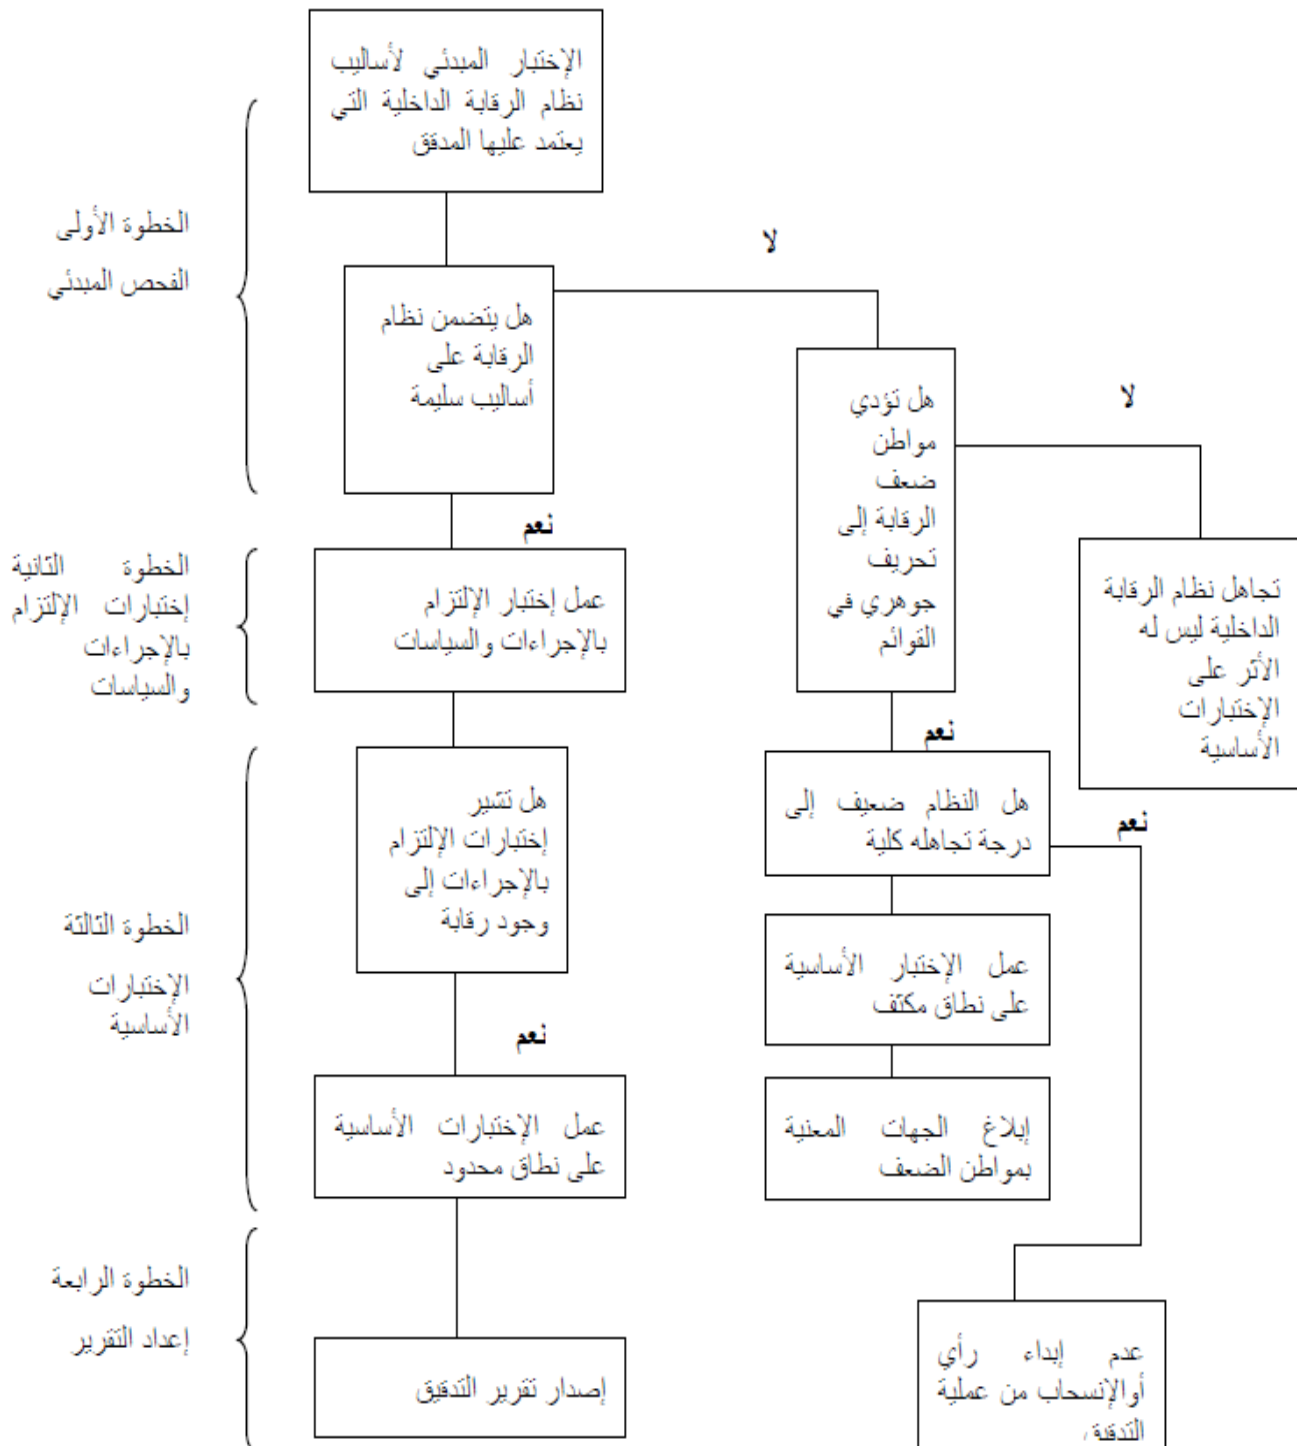 الإختبار المبدئي لأساليب
نظام الرقابة الداخلية التي
يعتمد عليها المدقق
الخطوة الأولى
الفحص المبدئي
لا
هل يتضمن نظام
الرقابة على
أساليب سليمة
هل تؤدي
مواطن
ضعف
الرقابة إلى
تحريف
جوهري في
القوائم
لا
نعم
الخطوة الثانية
إختبارات الإلتزام
بالإجراءات
والسياسات
عمل إختبار الإلتزام
بالإجراءات والسياسات
تجاهل نظام الرقابة
الداخلية ليس له
الأثر على
الإختبارات
الأساسية
نعم
هل تشير
إختبارات الإلتزام
بالإجراءات إلى
وجود رقابة
هل النظام ضعيف إلى
درجة تجاهله كلية
نعم
الخطوة الثالثة
الإختبارات
الأساسية
عمل الإختبار الأساسية
على نطاق مكثف
نعم
عمل الإختبارات الأساسية
على نطاق محدود
إبلاغ الجهات المعنية
بمواطن الضعف
الخطوة الرابعة
إعداد التقرير
إصدار تقرير التدقيق
عدم إبداء رأي
أوالإنسحاب من عملية
التدقيق